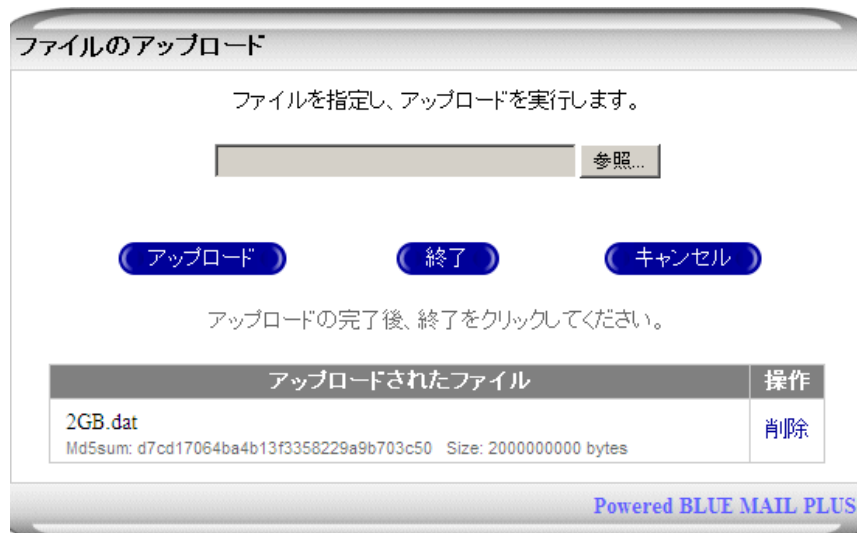 ファイルのアップロード
ファイルを指定し、アップロードを実行します。
参照...
アップロード 終了 キャンセル
アップロードの完了後、終了をクリックしてください。
アップロードされたファイル 操作
2GB.dat
Md5sum: d7cd17064ba4b13f3358229a9b703c50 Size: 2000000000 bytes
削除
Powered BLUE MAIL PLUS